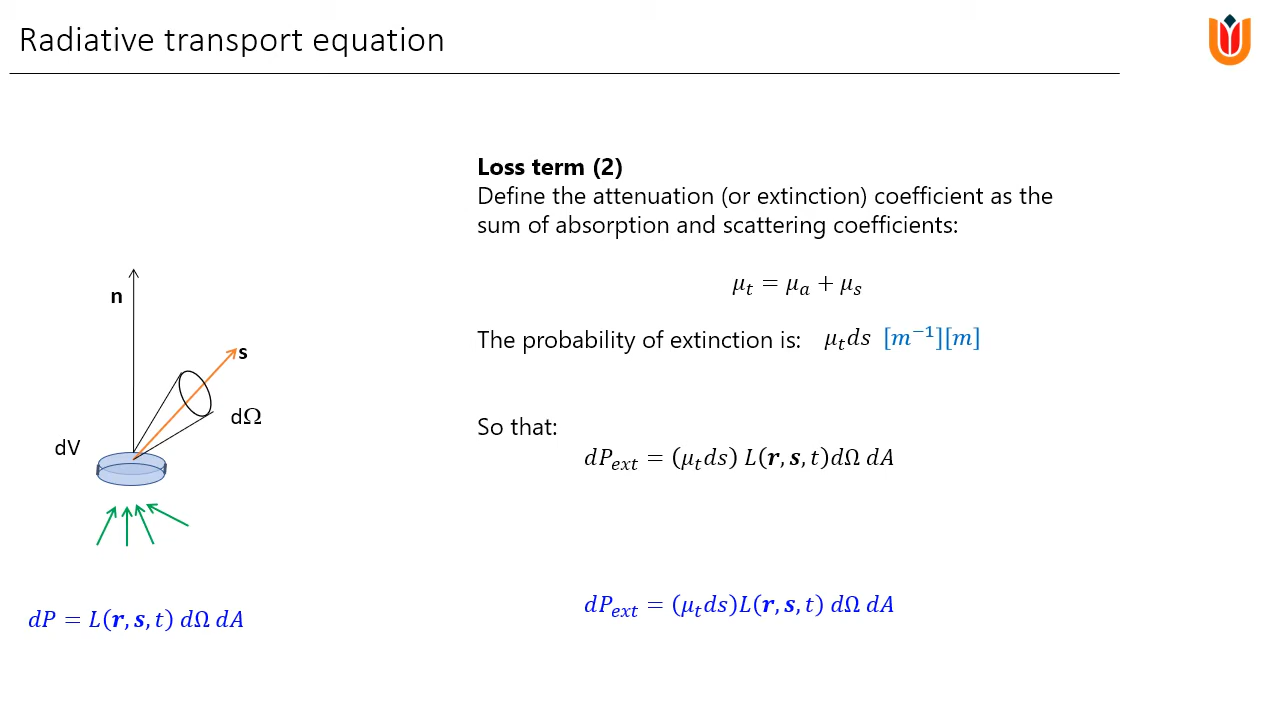 Radiative transport equation
Loss term (2)
Define the attenuation (or extinction) coefficient as the
sum of absorption and scattering coefficients:
μ_t = μ_a + μ_s
The probability of extinction is: μ_t ds [m⁻¹][m]
So that:
dP_ext = (μ_t ds) L(r, s, t)dΩ dA
dP_ext = (μ_t ds)L(r, s, t) dΩ dA
n
s
dΩ
dV
dP = L(r, s, t) dΩ dA